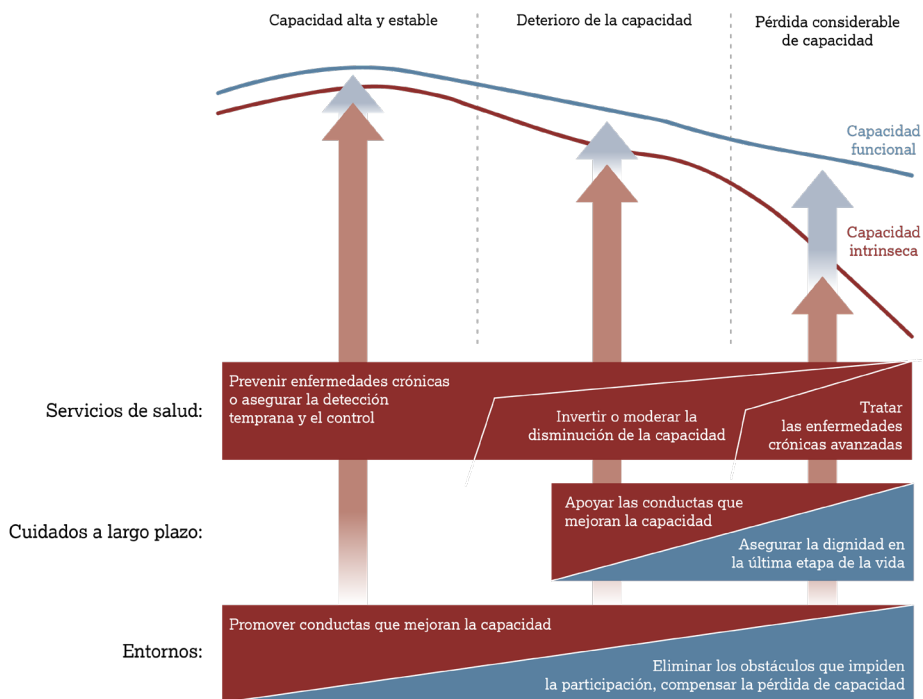 Capacidad alta y estable
Deterioro de la capacidad
Pérdida considerable
de capacidad
Capacidad
funcional
Capacidad
intrinseca
Servicios de salud:
Prevenir enfermedades crónicas
o asegurar la detección
temprana y el control
Invertir o moderar la
disminución de la capacidad
Tratar
las enfermedades
crónicas avanzadas
Cuidados a largo plazo:
Apoyar las conductas que
mejoran la capacidad
Asegurar la dignidad en
la última etapa de la vida
Entornos:
Promover conductas que mejoran la capacidad
Eliminar los obstáculos que impiden
la participación, compensar la pérdida de capacidad